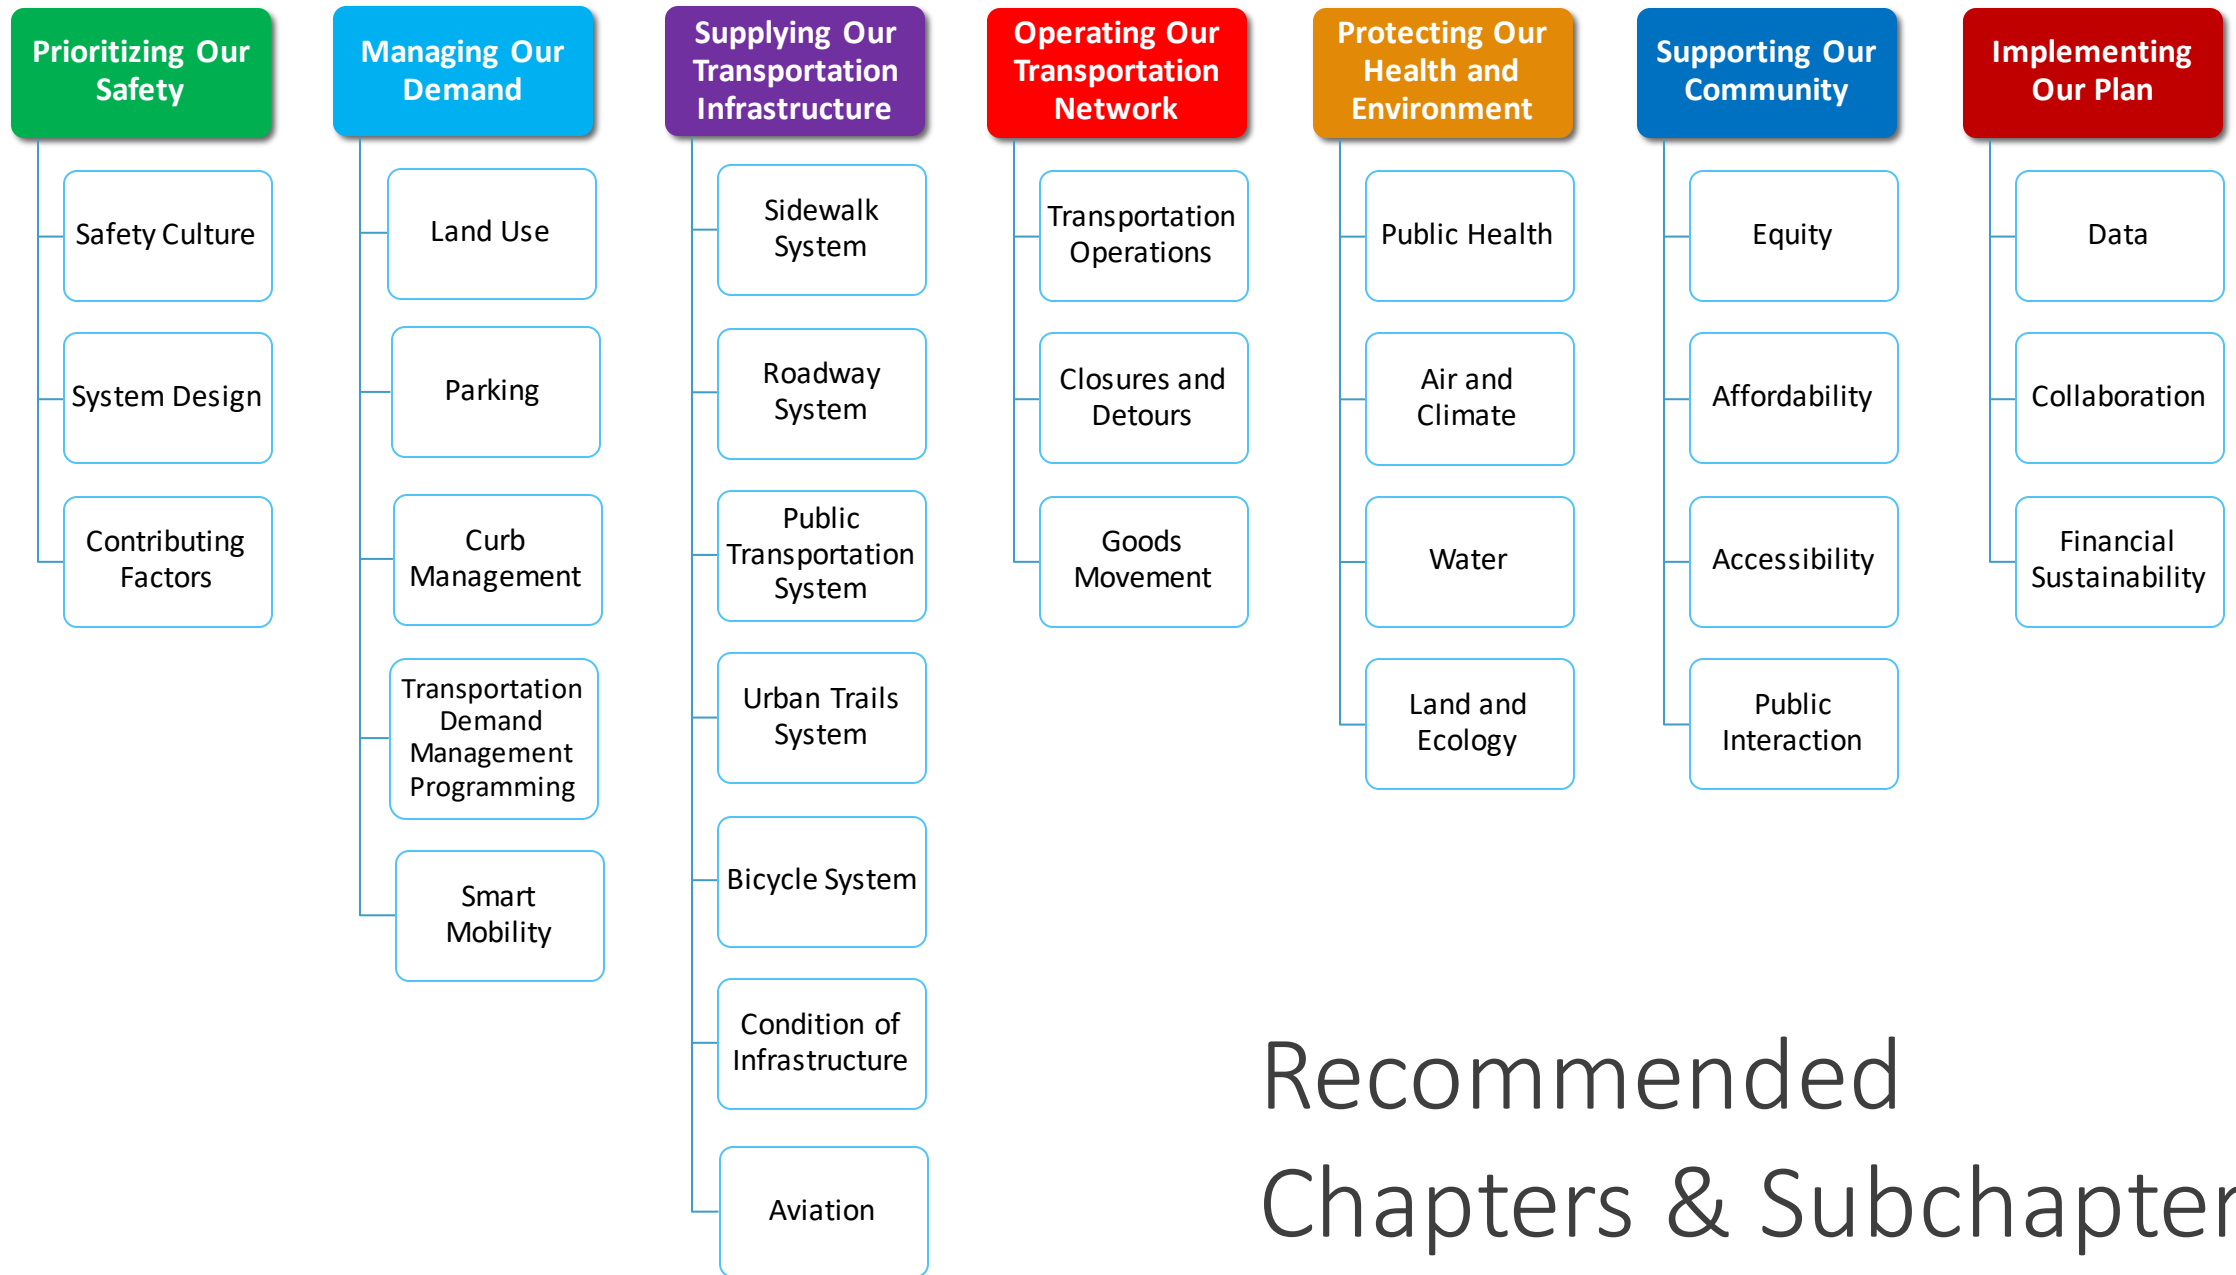 Prioritizing Our
Safety
Safety Culture
System Design
Contributing
Factors
Managing Our
Demand
Land Use
Parking
Curb
Management
Transportation
Demand
Management
Programming
Smart
Mobility
Supplying Our
Transportation
Infrastructure
Sidewalk
System
Roadway
System
Public
Transportation
System
Urban Trails
System
Bicycle System
Condition of
Infrastructure
Aviation
Operating Our
Transportation
Network
Transportation
Operations
Closures and
Detours
Goods
Movement
Protecting Our
Health and
Environment
Public Health
Air and
Climate
Water
Land and
Ecology
Supporting Our
Community
Equity
Affordability
Accessibility
Public
Interaction
Implementing
Our Plan
Data
Collaboration
Financial
Sustainability
Recommended
Chapters & Subchapter